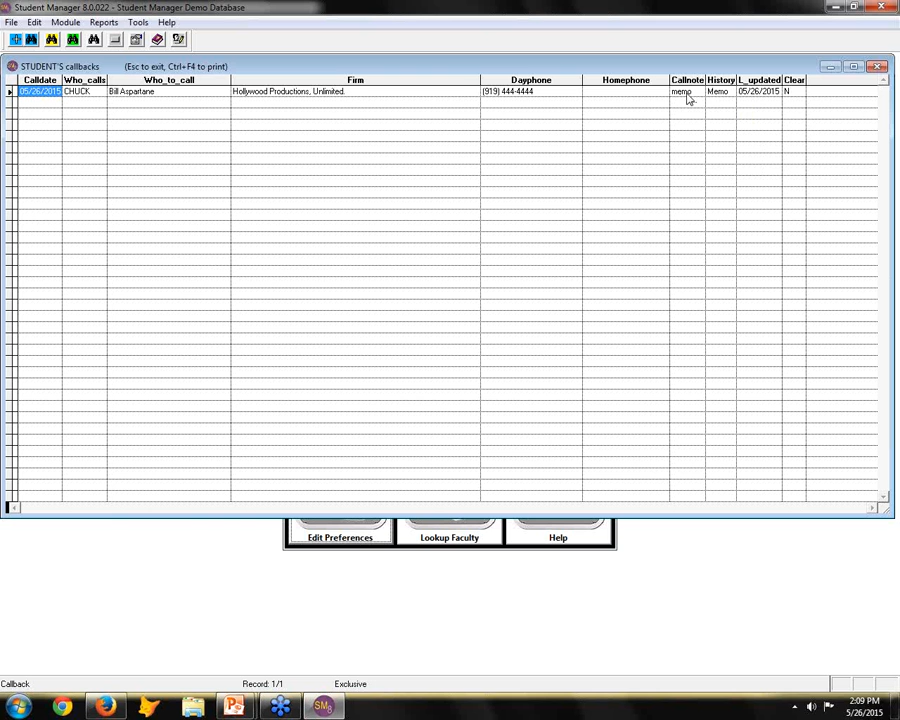 Student Manager 8.0.022 - Student Manager Demo Database
File Edit Module Reports Tools Help
STUDENT'S callbacks (Esc to exit, Ctrl+F4 to print)
Calldate Who_calls Who_to_call Firm Dayphone Homephone Callnote History L_updated Clear
05/26/2015 CHUCK Bill Aspartane Hollywood Productions, Unlimited. (919) 444-4444 memo Memo 05/26/2015 N
Edit Preferences Lookup Faculty Help
Callback Record: 1/1 Exclusive
SM8 2:09 PM
5/26/2015